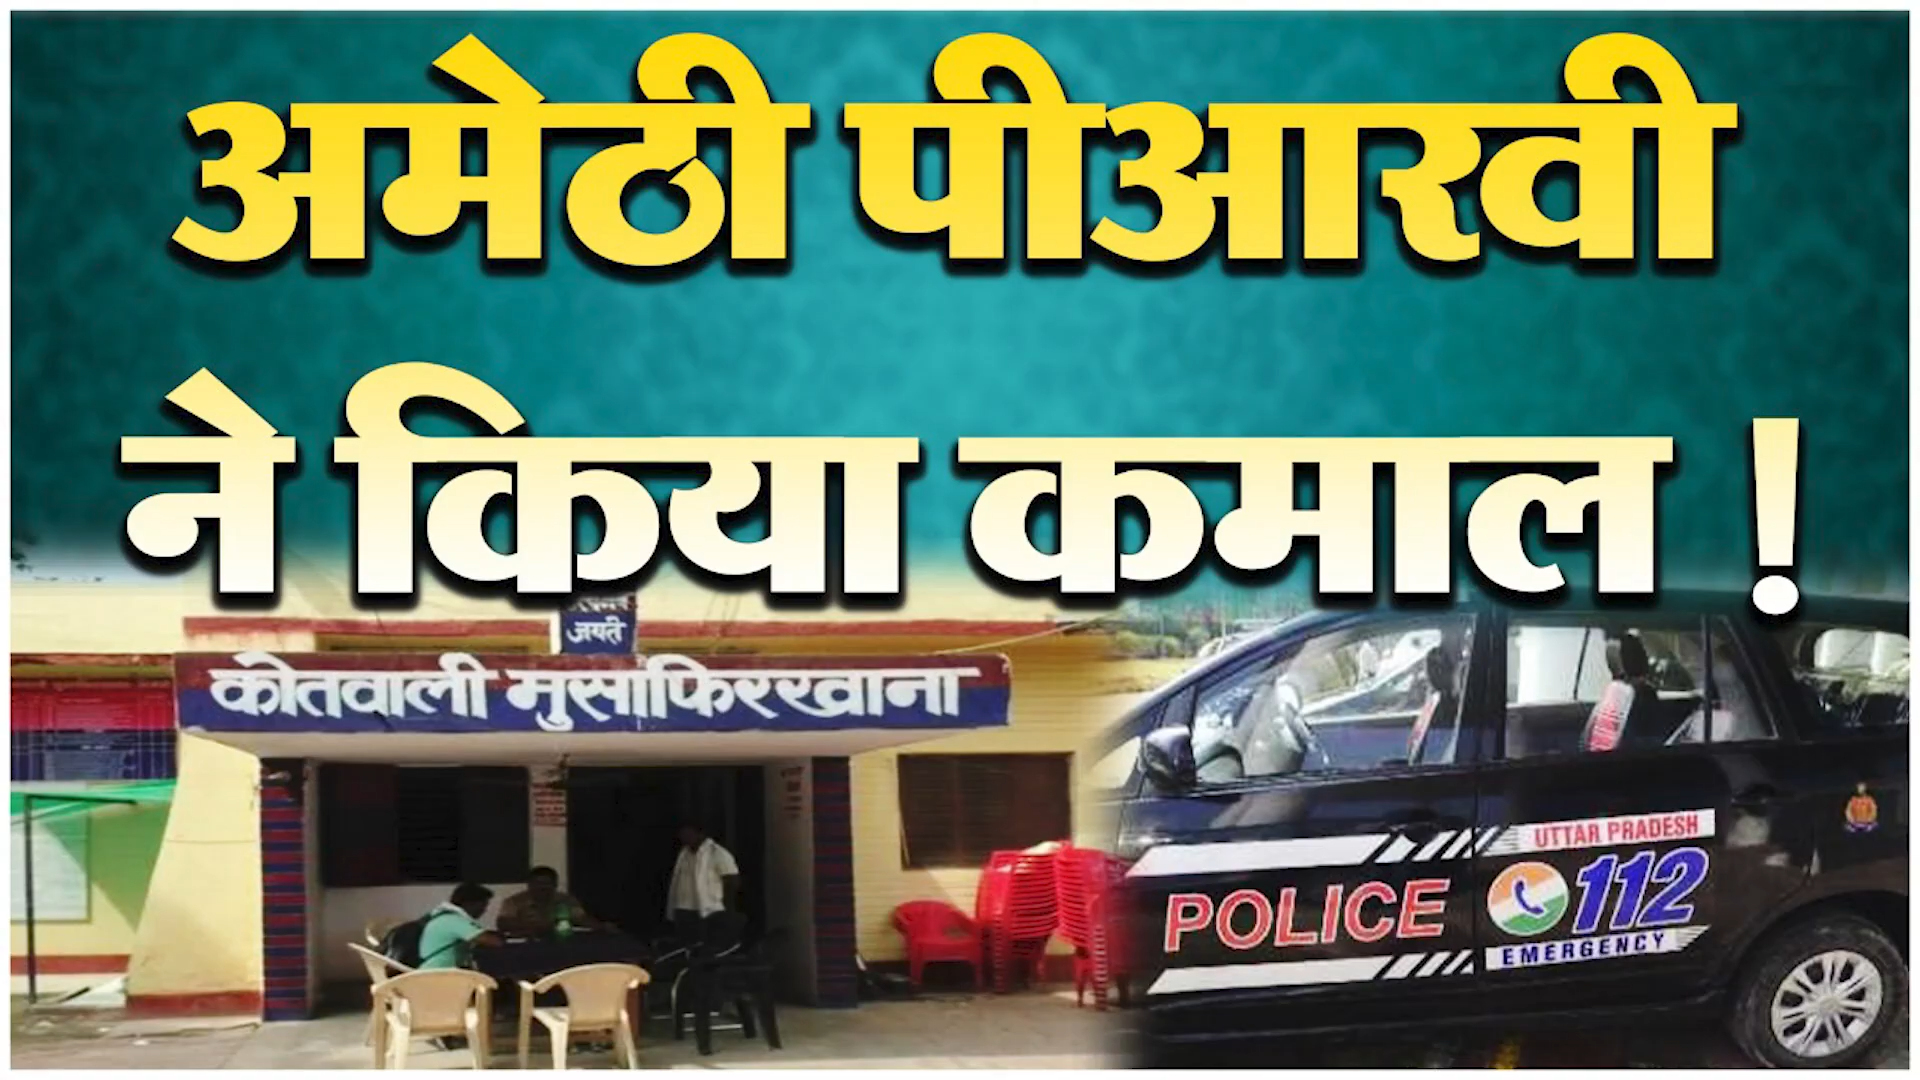 अमेठी पीआरवी
ने किया कमाल !
जयते
कोतवाली मुसाफिरखाना
UTTAR PRADESH
POLICE
112
EMERGENCY